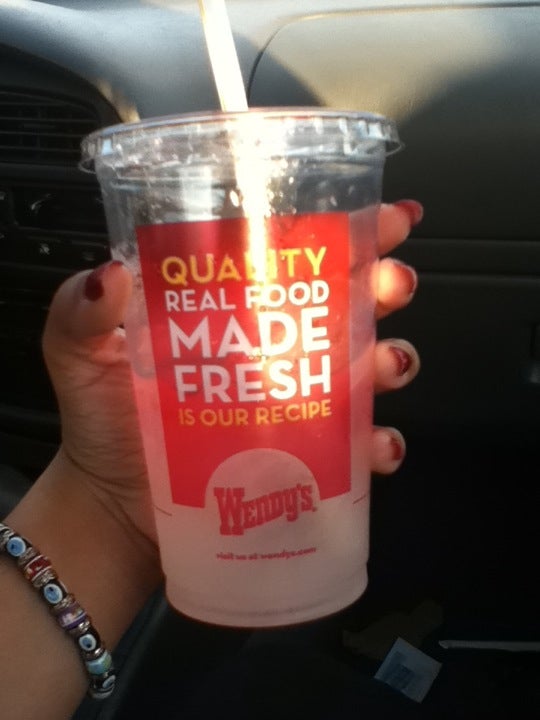 QUALITY
REAL FOOD
MADE
FRESH
IS OUR RECIPE
WENDY'S
visit us at wendys.com